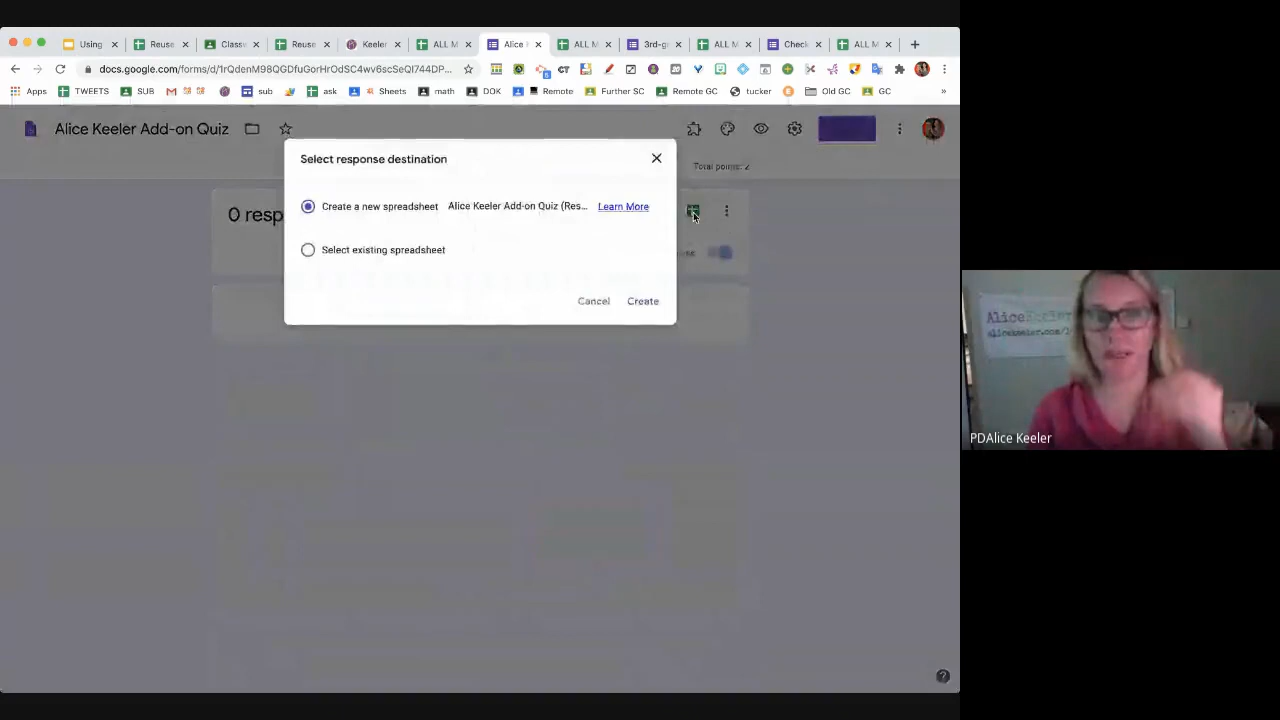 Using
Reuse
Classw
Reuse
Keeler
ALL M
Alice
ALL M
3rd-g
ALL M
Check
ALL M
docs.google.com/forms/d/1rQdenM98QGDfuGorHrOdSC4wv6scSeQI744DP...
Apps TWEETS SUB sub ask Sheets math DOK Remote Further SC Remote GC tucker Old GC GC »
Alice Keeler Add-on Quiz
Total points: 2
Select response destination
0 resp
Create a new spreadsheet Alice Keeler Add-on Quiz (Res... Learn More
Select existing spreadsheet
Cancel Create
PDAlice Keeler